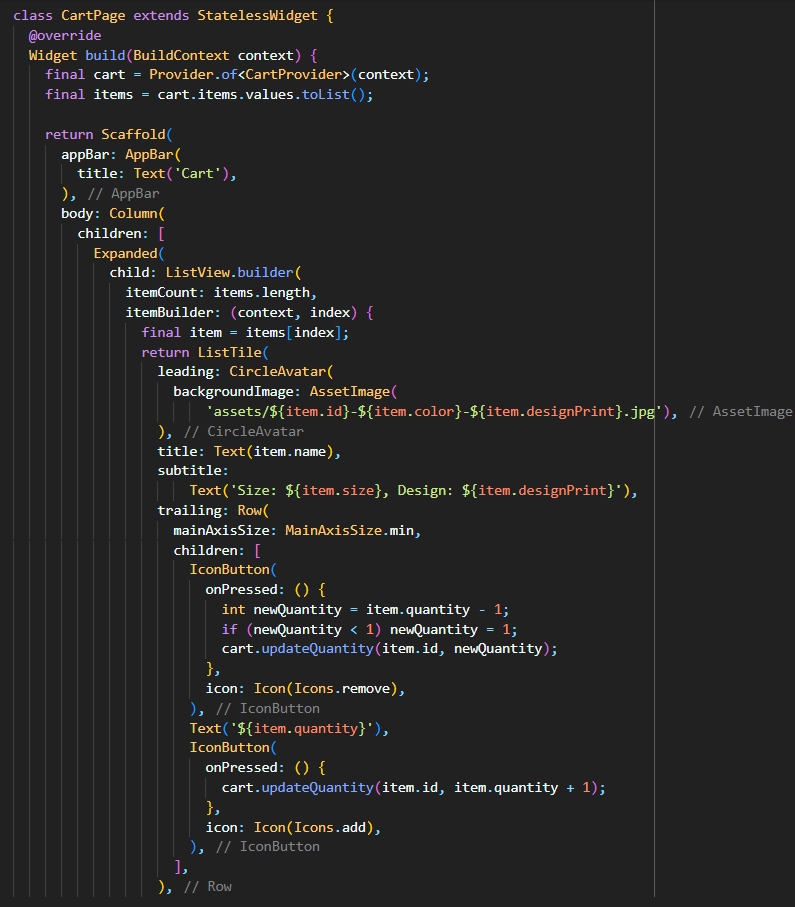 class CartPage extends StatelessWidget {
  @override
  Widget build(BuildContext context) {
    final cart = Provider.of<CartProvider>(context);
    final items = cart.items.values.toList();

    return Scaffold(
      appBar: AppBar(
        title: Text('Cart'),
      ), // AppBar
      body: Column(
        children: [
          Expanded(
            child: ListView.builder(
              itemCount: items.length,
              itemBuilder: (context, index) {
                final item = items[index];
                return ListTile(
                  leading: CircleAvatar(
                    backgroundImage: AssetImage(
                        'assets/${item.id}-${item.color}-${item.designPrint}.jpg'), // AssetImage
                  ), // CircleAvatar
                  title: Text(item.name),
                  subtitle:
                      Text('Size: ${item.size}, Design: ${item.designPrint}'),
                  trailing: Row(
                    mainAxisSize: MainAxisSize.min,
                    children: [
                      IconButton(
                        onPressed: () {
                          int newQuantity = item.quantity - 1;
                          if (newQuantity < 1) newQuantity = 1;
                          cart.updateQuantity(item.id, newQuantity);
                        },
                        icon: Icon(Icons.remove),
                      ), // IconButton
                      Text('${item.quantity}'),
                      IconButton(
                        onPressed: () {
                          cart.updateQuantity(item.id, item.quantity + 1);
                        },
                        icon: Icon(Icons.add),
                      ), // IconButton
                    ],
                  ), // Row